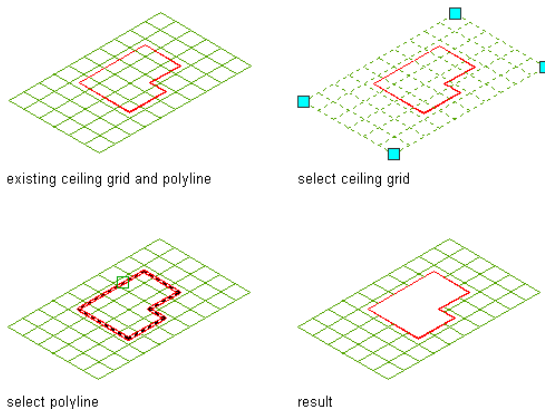 existing ceiling grid and polyline
select ceiling grid
select polyline
result